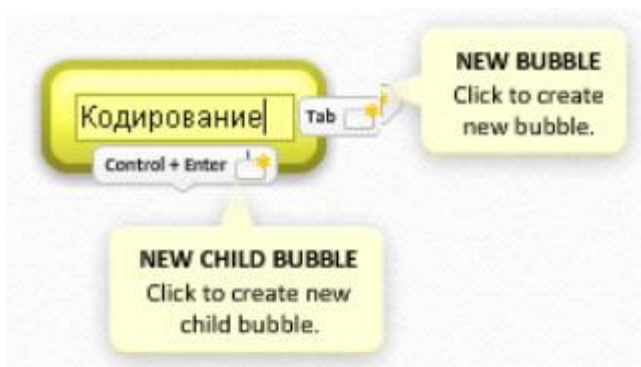 Кодирование
Tab
NEW BUBBLE
Click to create
new bubble.
Control + Enter
NEW CHILD BUBBLE
Click to create new
child bubble.